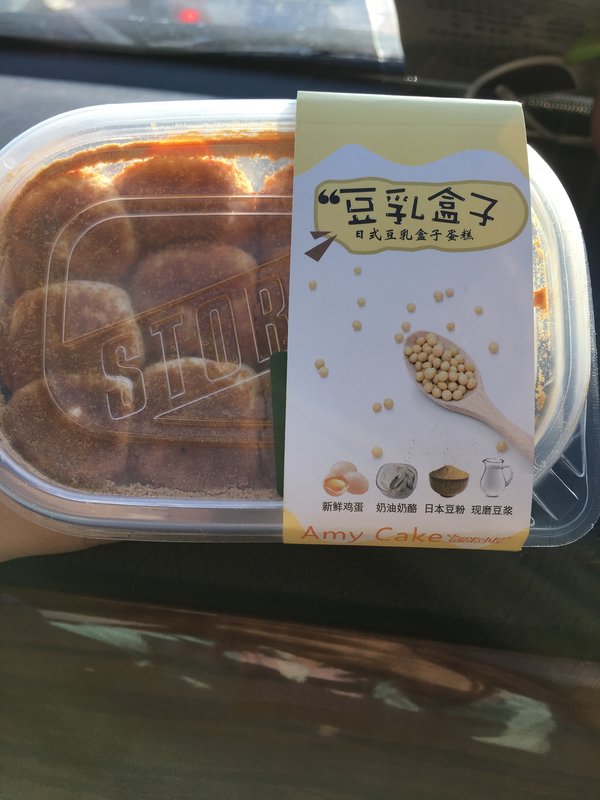 STOR
“豆乳盒子
日式豆乳盒子蛋糕
新鲜鸡蛋 奶油奶酪 日本豆粉 现磨豆浆
Amy Cake